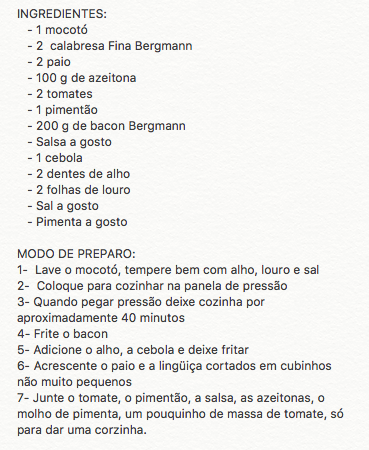 INGREDIENTES:
- 1 mocotó
- 2  calabresa Fina Bergmann
- 2 paio
- 100 g de azeitona
- 2 tomates
- 1 pimentão
- 200 g de bacon Bergmann
- Salsa a gosto
- 1 cebola
- 2 dentes de alho
- 2 folhas de louro
- Sal a gosto
- Pimenta a gosto
MODO DE PREPARO:
1-  Lave o mocotó, tempere bem com alho, louro e sal
2-  Coloque para cozinhar na panela de pressão
3- Quando pegar pressão deixe cozinha por
aproximadamente 40 minutos
4- Frite o bacon
5- Adicione o alho, a cebola e deixe fritar
6- Acrescente o paio e a lingüiça cortados em cubinhos
não muito pequenos
7- Junte o tomate, o pimentão, a salsa, as azeitonas, o
molho de pimenta, um pouquinho de massa de tomate, só
para dar uma corzinha.